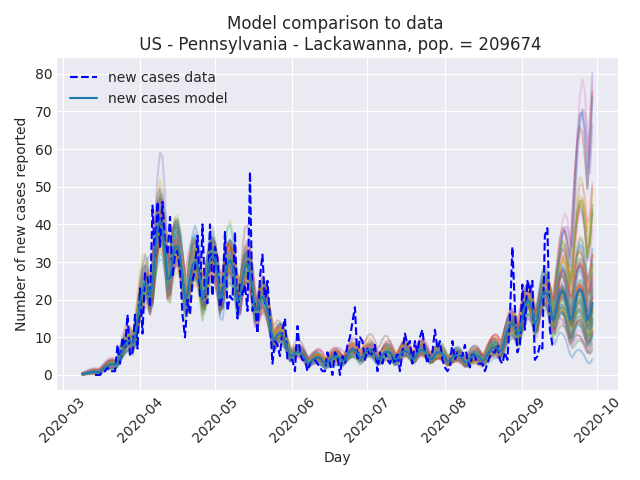 Model comparison to data
US - Pennsylvania - Lackawanna, pop. = 209674
new cases data
new cases model
Number of new cases reported
80
70
60
50
40
30
20
10
0
2020-03
2020-04
2020-05
2020-06
2020-07
2020-08
2020-09
2020-10
Day